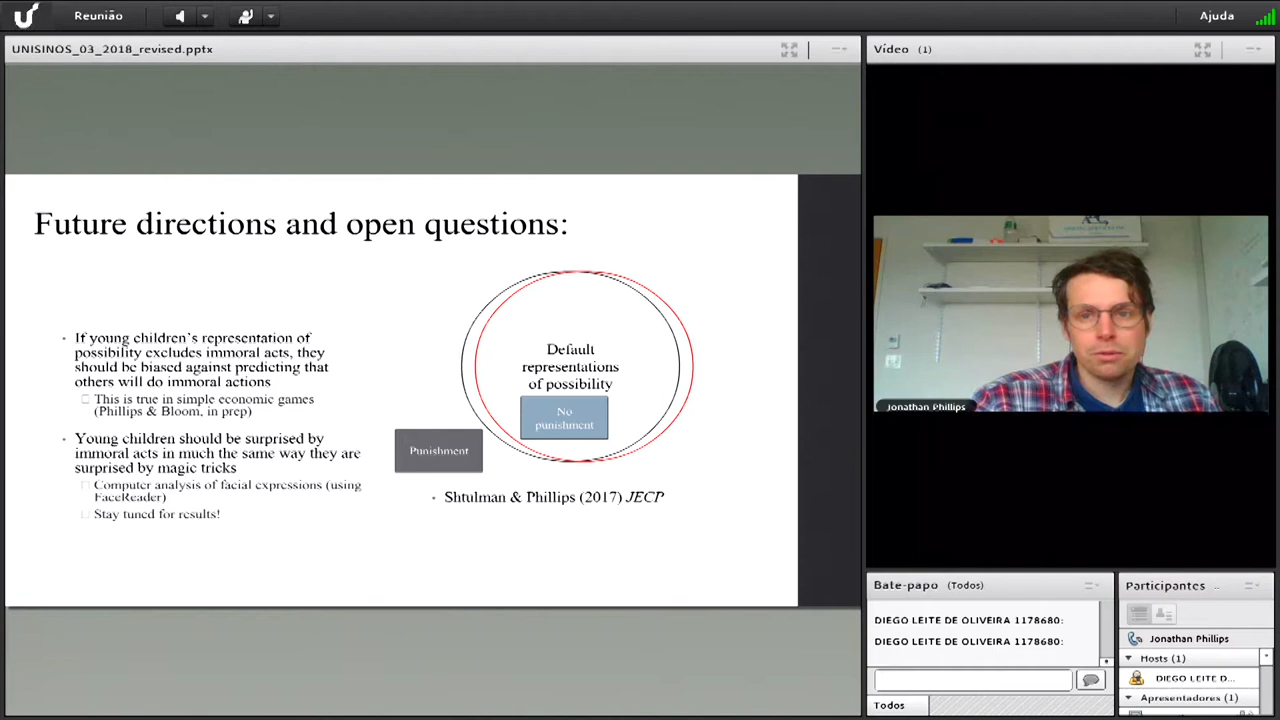 Reunião
Ajuda
UNISINOS_03_2018_revised.pptx
Vídeo (1)
Future directions and open questions:
If young children's representation of
possibility excludes immoral acts, they
should be biased against predicting that
others will do immoral actions
This is true in simple economic games
(Phillips & Bloom, in prep)
Young children should be surprised by
immoral acts in much the same way they are
surprised by magic tricks
Computer analysis of facial expressions (using
FaceReader)
Stay tuned for results!
Default
representations
of possibility
No
punishment
Punishment
Shtulman & Phillips (2017) JECP
Jonathan Phillips
Bate-papo (Todos)
DIEGO LEITE DE OLIVEIRA 1178680:
DIEGO LEITE DE OLIVEIRA 1178680:
Todos
Participantes ..
Jonathan Phillips
Hosts (1)
DIEGO LEITE D...
Apresentadores (1)